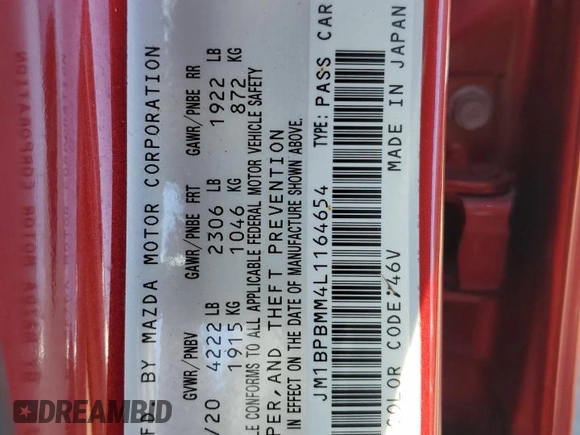 FD. BY MAZDA MOTOR CORPORATION
GVWR/PNBV GAWR/PNBE FRT GAWR/PNBE RR
/20 4222 LB 2306 LB 1922 LB
1915 KG 1046 KG 872 KG
LE CONFORMS TO ALL APPLICABLE FEDERAL MOTOR VEHICLE SAFETY
PER, AND THEFT PREVENTION
IN EFFECT ON THE DATE OF MANUFACTURE SHOWN ABOVE.
JM1BPBMM4L1164654 TYPE: PASS CAR
COLOR CODE: 46V MADE IN JAPAN
DREAMBID